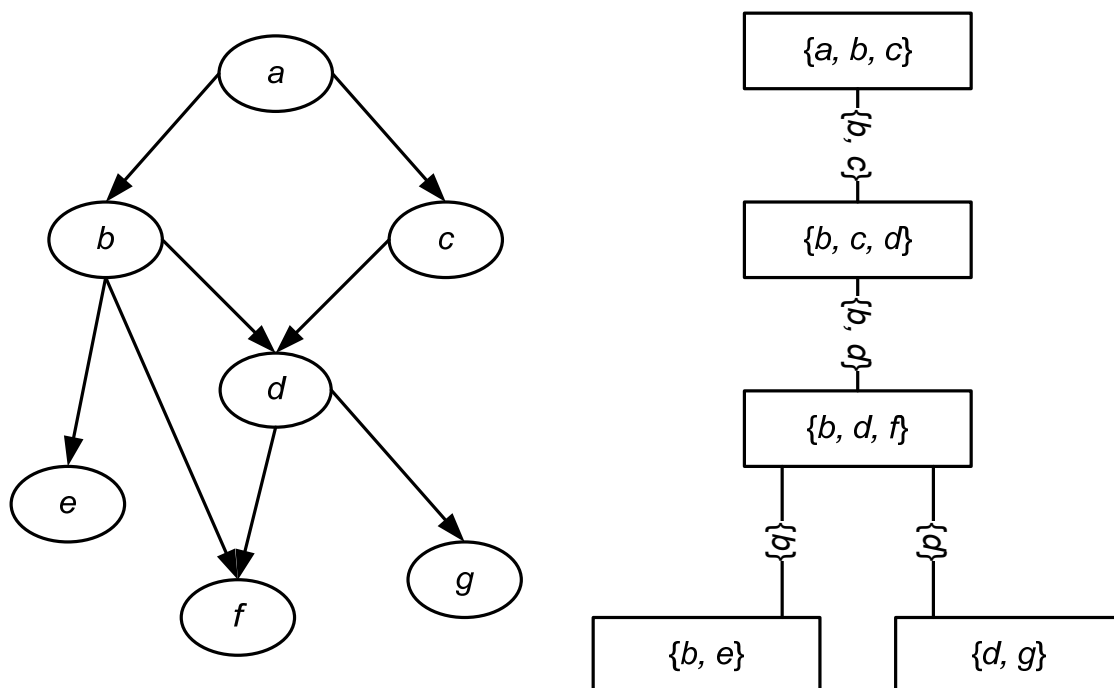 a
b
c
d
e
f
g
{a, b, c}
{b, c}
{b, c, d}
{b, d}
{b, d, f}
{b}
{d}
{b, e}
{d, g}